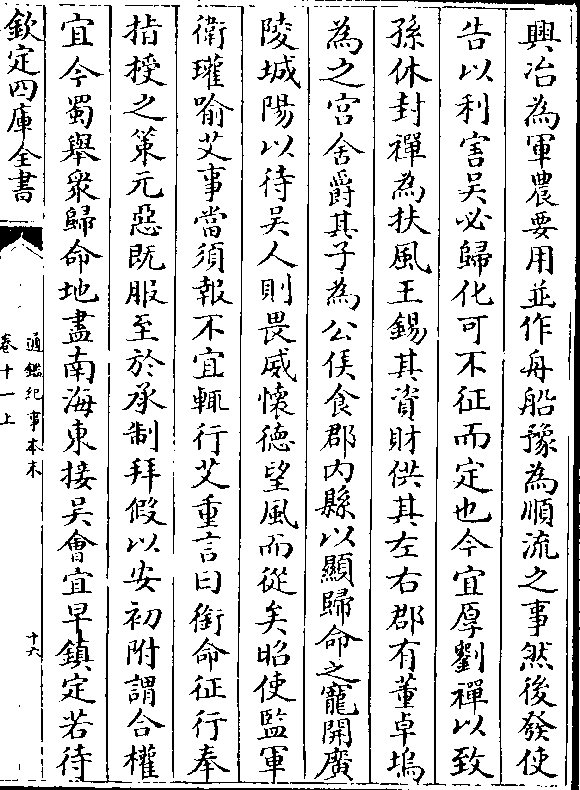 興冶為軍農要用並作舟船豫為順流之事然後發使
告以利害吳必歸化可不征而定也今宜厚劉禪以致
孫休封禪為扶風王錫其資財供其左右郡有董卓塢
為之宮舍爵其子為公侯食郡內縣以顯歸命之寵開廣
陵城陽以待吳人則畏威懷德望風而從矣昭使監軍
衛瓘喻艾事當須報不宜輒行艾重言曰銜命征行奉
指授之策元惡既服至於承制拜假以安初附謂合權
宜今蜀舉衆歸命地盡南海東接吳會宜早鎮定若待
欽定四庫全書
通鑑紀事本末
卷十一上
十六